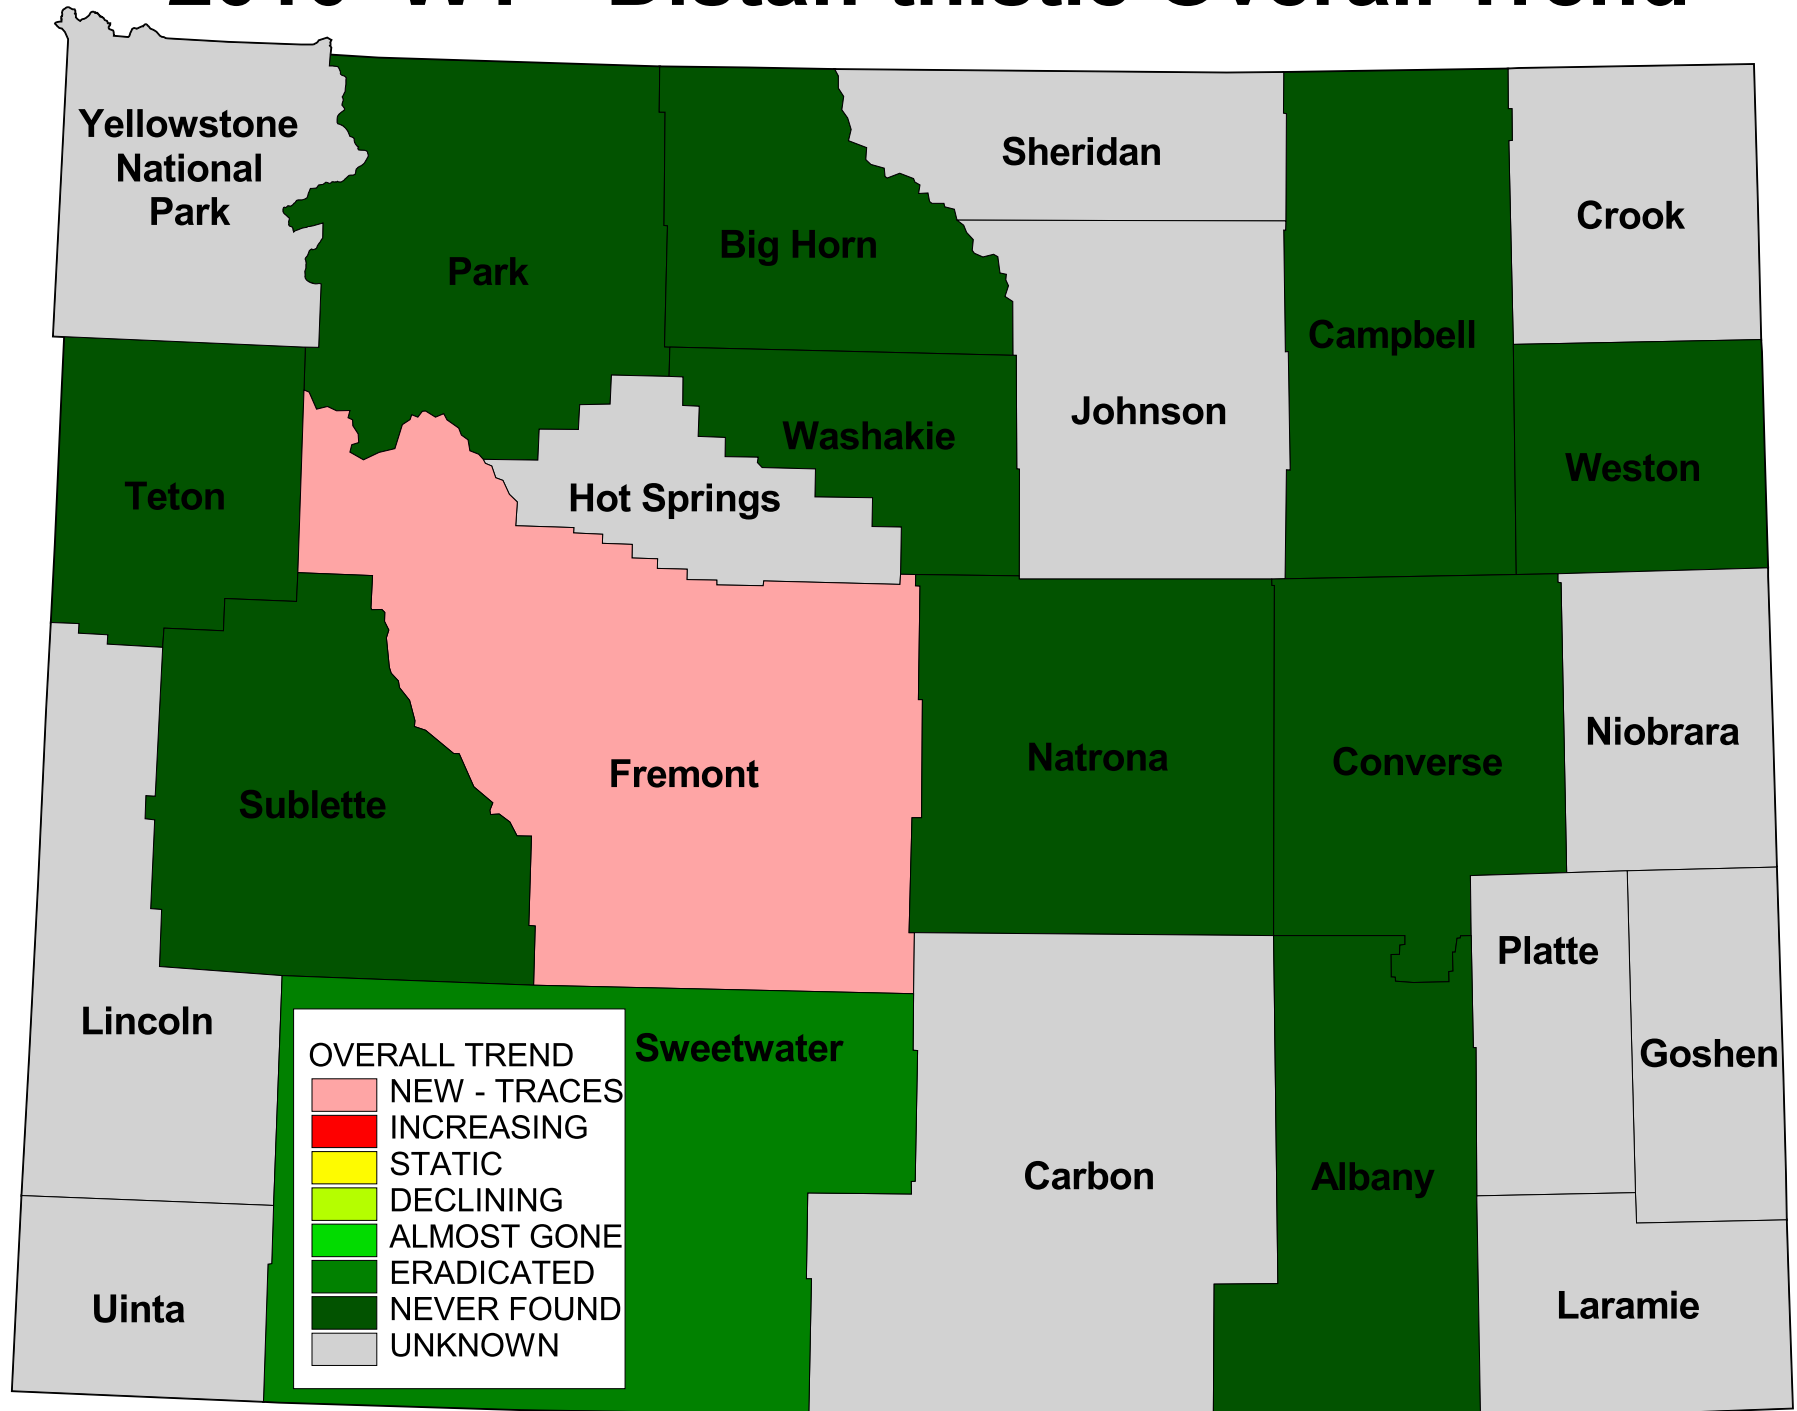 Yellowstone
National
Park
Sheridan
Crook
Big Horn
Park
Campbell
Johnson
Washakie
Weston
Teton
Hot Springs
Niobrara
Natrona
Converse
Fremont
Sublette
Platte
Lincoln
Sweetwater
Goshen
OVERALL TREND
NEW - TRACES
INCREASING
STATIC
DECLINING
ALMOST GONE
ERADICATED
NEVER FOUND
UNKNOWN
Carbon
Albany
Uinta
Laramie